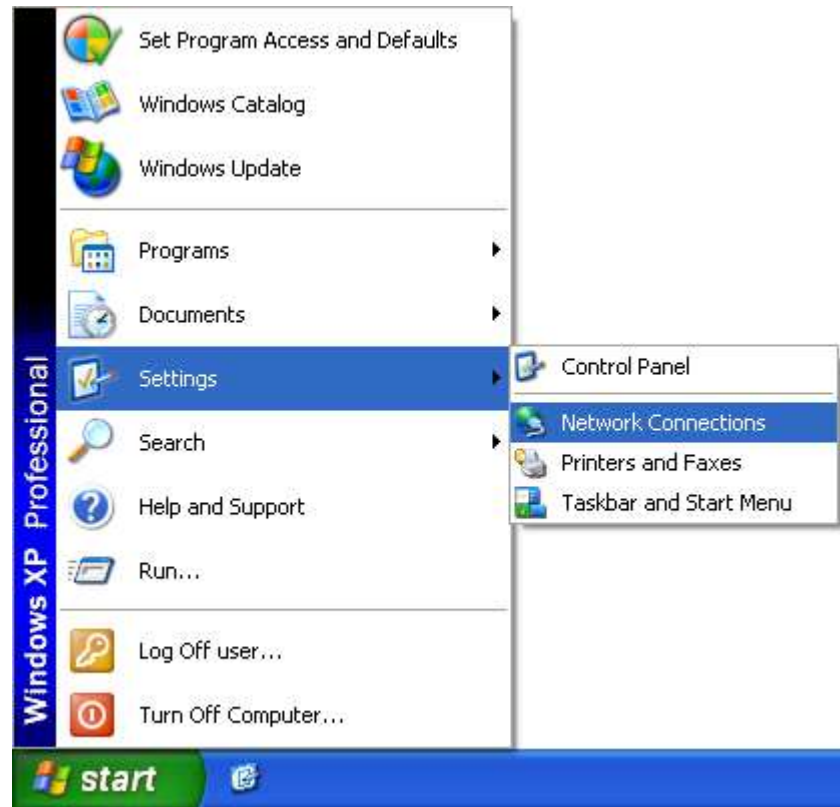 Set Program Access and Defaults
Windows Catalog
Windows Update
Programs
Documents
Settings
Search
Help and Support
Run...
Log Off user...
Turn Off Computer...
Control Panel
Network Connections
Printers and Faxes
Taskbar and Start Menu
Windows XP Professional
start